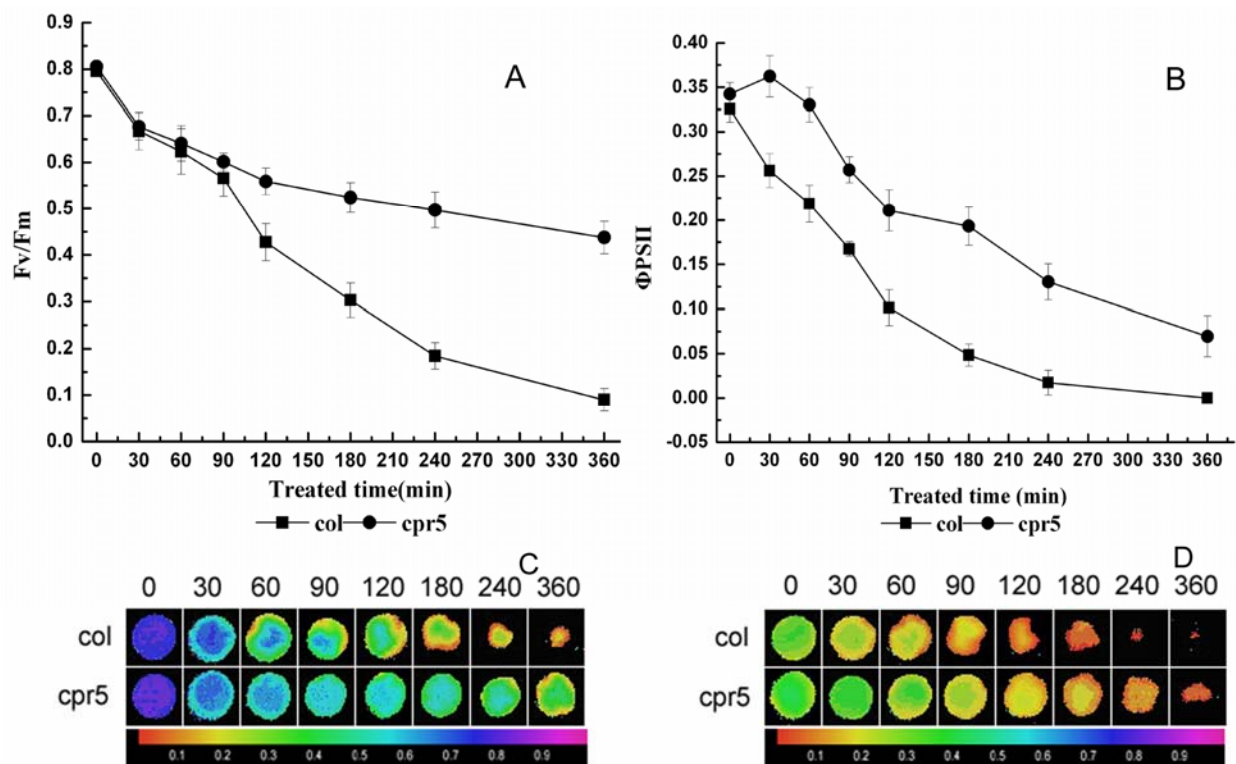 A
0.9
0.8
0.7
0.6
0.5
0.4
0.3
0.2
0.1
0.0
Fv/Fm
0 30 60 90 120 150 180 210 240 270 300 330 360
Treated time(min)
col cpr5
B
0.40
0.35
0.30
0.25
0.20
0.15
0.10
0.05
0.00
-0.05
ΦPSII
0 30 60 90 120 150 180 210 240 270 300 330 360
Treated time (min)
col cpr5
C
0 30 60 90 120 180 240 360
col
cpr5
0.1 0.2 0.3 0.4 0.5 0.6 0.7 0.8 0.9
D
0 30 60 90 120 180 240 360
col
cpr5
0.1 0.2 0.3 0.4 0.5 0.6 0.7 0.8 0.9